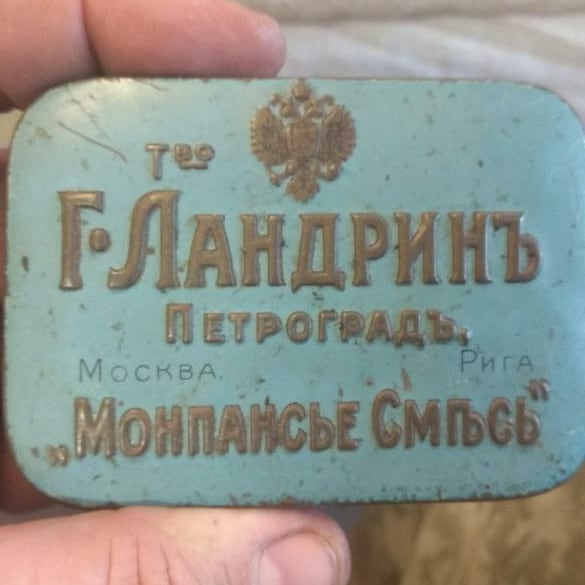 Тво
Г. Ландринъ
Петроградъ,
Москва. Рига
„Монпансье Смѣсь"